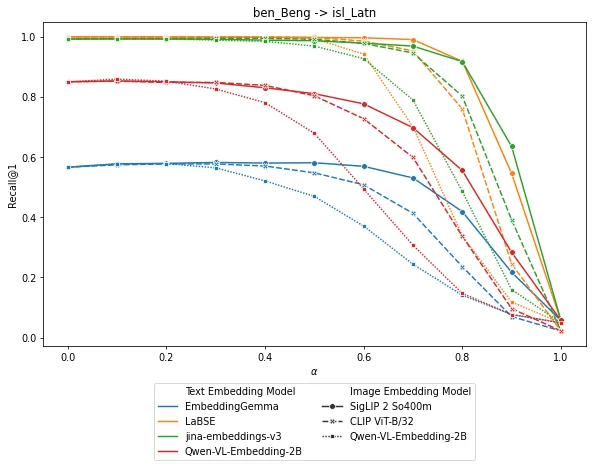 ben_Beng -> isl_Latn
Recall@1
1.0
0.8
0.6
0.4
0.2
0.0
0.0 0.2 0.4 0.6 0.8 1.0
α
Text Embedding Model
EmbeddingGemma
LaBSE
jina-embeddings-v3
Qwen-VL-Embedding-2B
Image Embedding Model
SigLIP 2 So400m
CLIP ViT-B/32
Qwen-VL-Embedding-2B